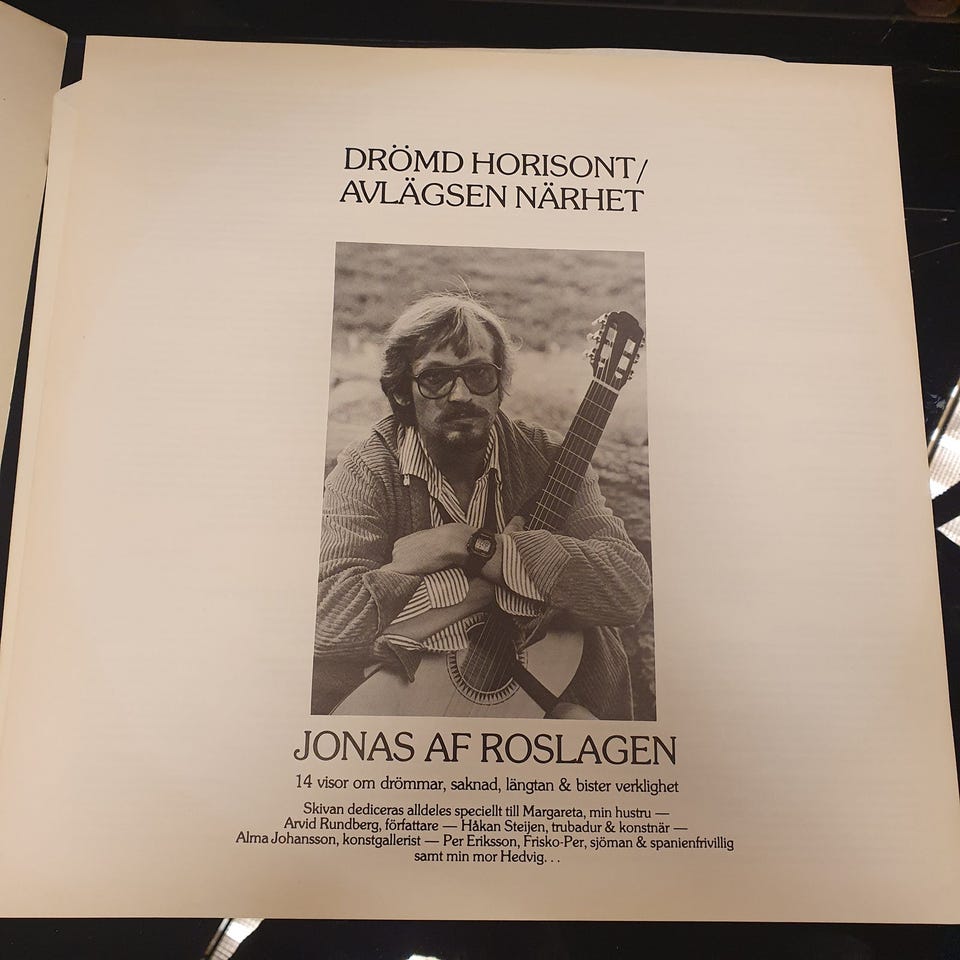 DRÖMD HORISONT/
AVLÄGSEN NÄRHET
JONAS AF ROSLAGEN
14 visor om drömmar, saknad, längtan & bister verklighet
Skivan dediceras alldeles speciellt till Margareta, min hustru —
Arvid Rundberg, författare — Håkan Steijen, trubadur & konstnär —
Alma Johansson, konstgallerist — Per Eriksson, Frisko-Per, sjöman & spanienfrivillig
samt min mor Hedvig. . .